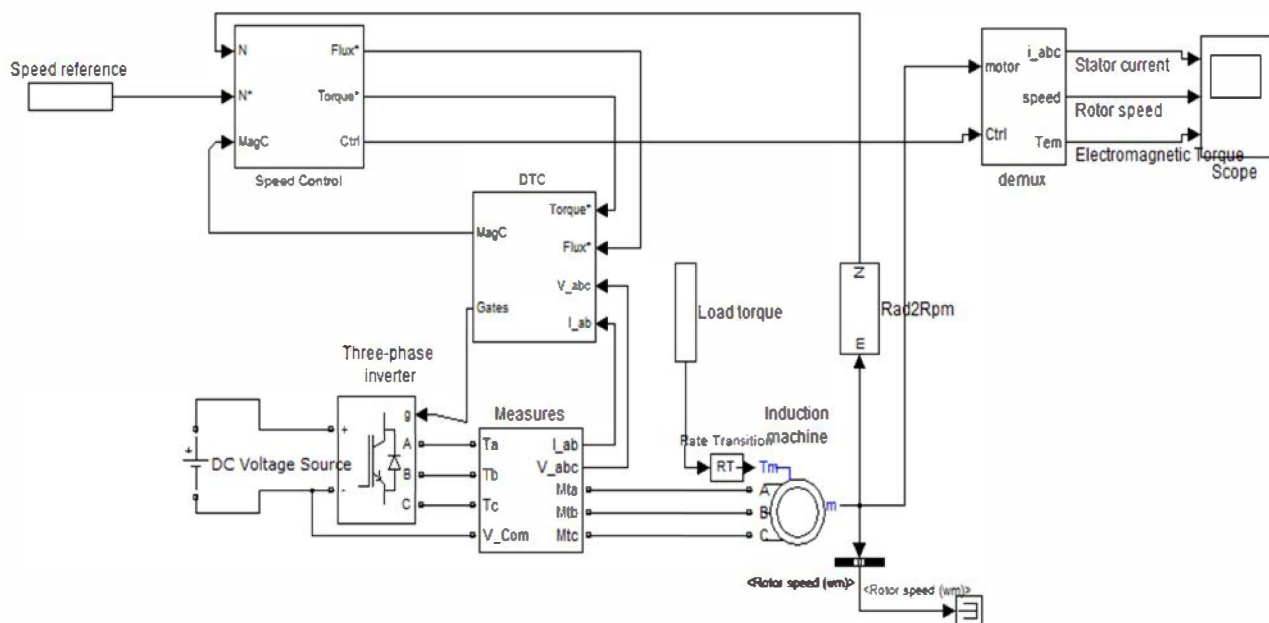 Speed reference
N
N*
MagC
Flux*
Torque*
Ctrl
Speed Control
motor
Ctrl
i_abc
speed
Tem
demux
Stator current
Rotor speed
Electromagnetic Torque
Scope
DTC
MagC
Gates
Torque*
Flux*
V_abc
I_ab
Load torque
N
m
Rad2Rpm
Three-phase
inverter
+
-
g
A
B
C
+
DC Voltage Source
Measures
Ta
Tb
Tc
V_Com
I_ab
V_abc
Mta
Mtb
Mtc
Rate Transition
RT
Induction
machine
Tm
A
B
C
m
<Rotor speed (wm)>
<Rotor speed (wm)>